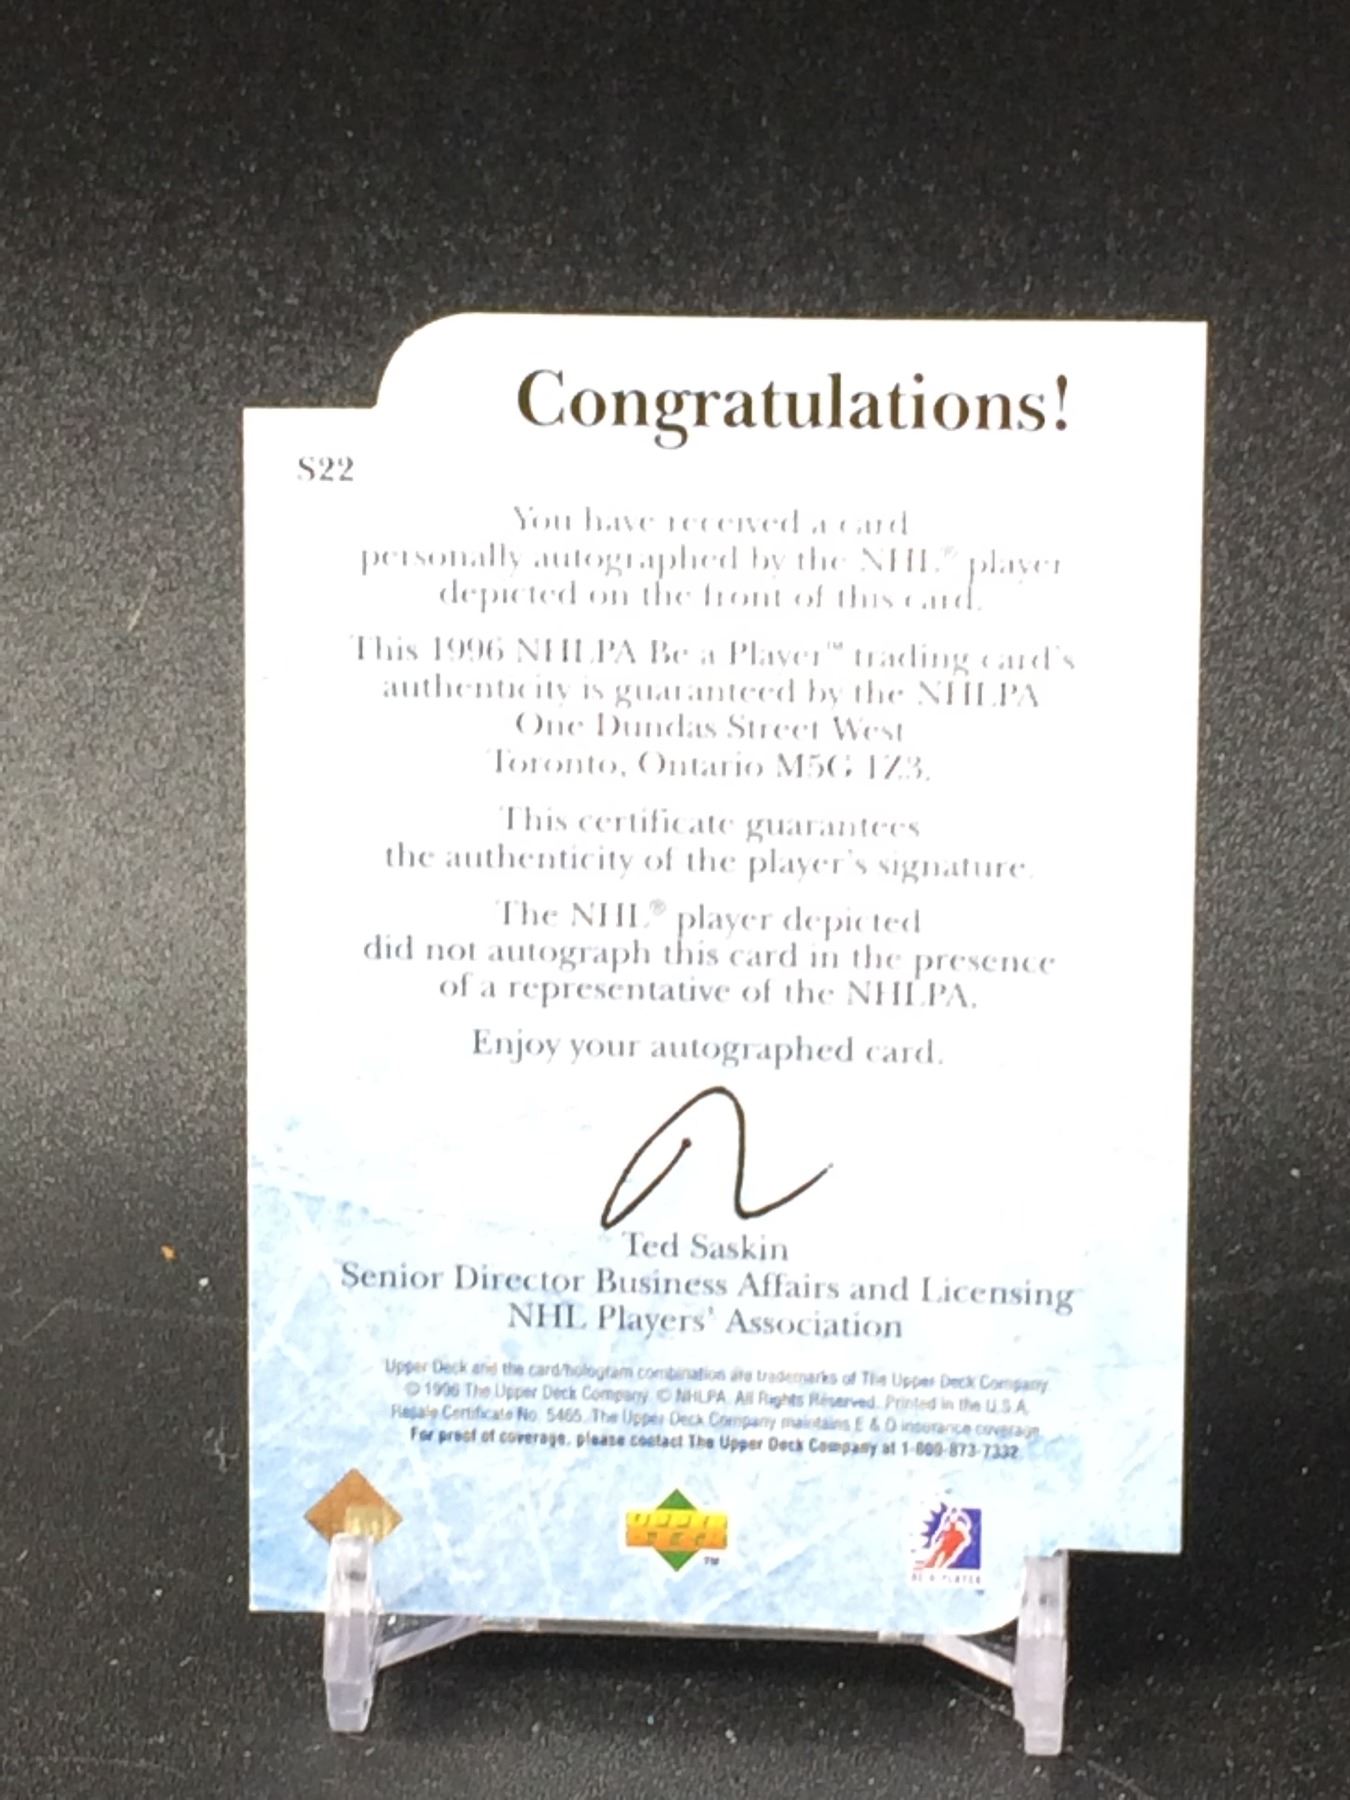 Congratulations!
S22
You have received a card
personally autographed by the NHL® player
depicted on the front of this card.
This 1996 NHLPA Be a Player™ trading card's
authenticity is guaranteed by the NHLPA
One Dundas Street West
Toronto, Ontario M5G 1Z3.
This certificate guarantees
the authenticity of the player's signature.
The NHL® player depicted
did not autograph this card in the presence
of a representative of the NHLPA.
Enjoy your autographed card.
Ted Saskin
Senior Director Business Affairs and Licensing
NHL Players' Association
Upper Deck and the card/hologram combination are trademarks of The Upper Deck Company.
© 1996 The Upper Deck Company. © NHLPA. All Rights Reserved. Printed in the U.S.A.
Resale Certificate No. 5465. The Upper Deck Company maintains E & O insurance coverage.
For proof of coverage, please contact The Upper Deck Company at 1-800-873-7332.
UPPER
DECK
TM
BE A PLAYER